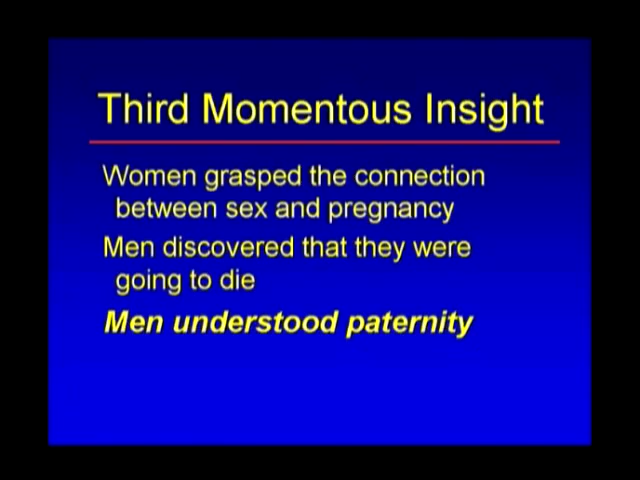 Third Momentous Insight
Women grasped the connection
between sex and pregnancy
Men discovered that they were
going to die
Men understood paternity